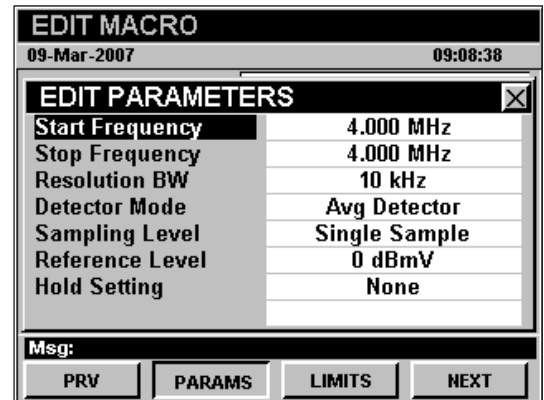 EDIT MACRO
09-Mar-2007 09:08:38
EDIT PARAMETERS
Start Frequency 4.000 MHz
Stop Frequency 4.000 MHz
Resolution BW 10 kHz
Detector Mode Avg Detector
Sampling Level Single Sample
Reference Level 0 dBmV
Hold Setting None
Msg:
PRV PARAMS LIMITS NEXT